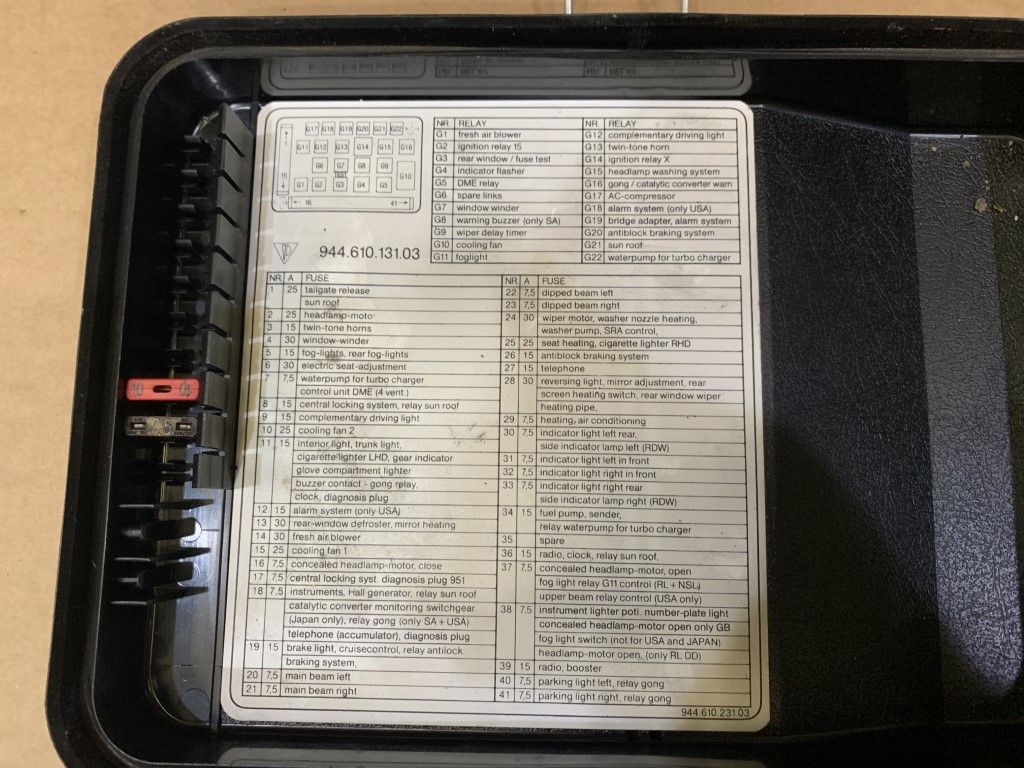 G17 G18 G19 G20 G21 G22
G11 G12 G13 G14 G15 G16
G6 G7 G8 G9
G10
15
G1 G2 G3 G4 G5
16 41
944.610.131.03
NR. RELAY
G1 fresh air blower
G2 ignition relay 15
G3 rear window / fuse test
G4 indicator flasher
G5 DME relay
G6 spare links
G7 window winder
G8 warning buzzer (only SA)
G9 wiper delay timer
G10 cooling fan
G11 foglight
NR. RELAY
G12 complementary driving light
G13 twin-tone horn
G14 ignition relay X
G15 headlamp washing system
G16 gong / catalytic converter warn
G17 AC-compressor
G18 alarm system (only USA)
G19 bridge adapter, alarm system
G20 antiblock braking system
G21 sun roof
G22 waterpump for turbo charger
NR. A FUSE
1 25 tailgate release
sun roof
2 25 headlamp-moto
3 15 twin-tone horns
4 30 window-winder
5 15 fog-lights, rear fog-lights
6 30 electric seat-adjustment
7 7,5 waterpump for turbo charger
control unit DME (4 vent.)
8 15 central locking system, relay sun roof
9 15 complementary driving light
10 25 cooling fan 2
11 15 interior light, trunk light,
cigarette lighter LHD, gear indicator
glove compartment lighter
buzzer contact - gong relay,
clock, diagnosis plug
12 15 alarm system (only USA)
13 30 rear-window defroster, mirror heating
14 30 fresh air blower
15 25 cooling fan 1
16 7,5 concealed headlamp-motor, close
17 7,5 central locking syst. diagnosis plug 951
18 7,5 instruments, Hall generator, relay sun roof
catalytic converter monitoring switchgear
(Japan only), relay gong (only SA + USA)
telephone (accumulator), diagnosis plug
19 15 brake light, cruisecontrol, relay antilock
braking system,
20 7,5 main beam left
21 7,5 main beam right
NR. A FUSE
22 7,5 dipped beam left
23 7,5 dipped beam right
24 30 wiper motor, washer nozzle heating,
washer pump, SRA control,
25 25 seat heating, cigarette lighter RHD
26 15 antiblock braking system
27 15 telephone
28 30 reversing light, mirror adjustment, rear
screen heating switch, rear window wiper
heating pipe,
29 7,5 heating, air conditioning
30 7,5 indicator light left rear,
side indicator lamp left (RDW)
31 7,5 indicator light left in front
32 7,5 indicator light right in front
33 7,5 indicator light right rear
side indicator lamp right (RDW)
34 15 fuel pump, sender,
relay waterpump for turbo charger
35 spare
36 15 radio, clock, relay sun roof,
37 7,5 concealed headlamp-motor, open
fog light relay G11 control (RL + NSL)
upper beam relay control (USA only)
38 7,5 instrument lighter poti. number-plate light
concealed headlamp-motor open only GB
fog light switch (not for USA and JAPAN)
headlamp-motor open, (only RL DD)
39 15 radio, booster
40 7,5 parking light left, relay gong
41 7,5 parking light right, relay gong
944.610.231.03
10 10
7.5